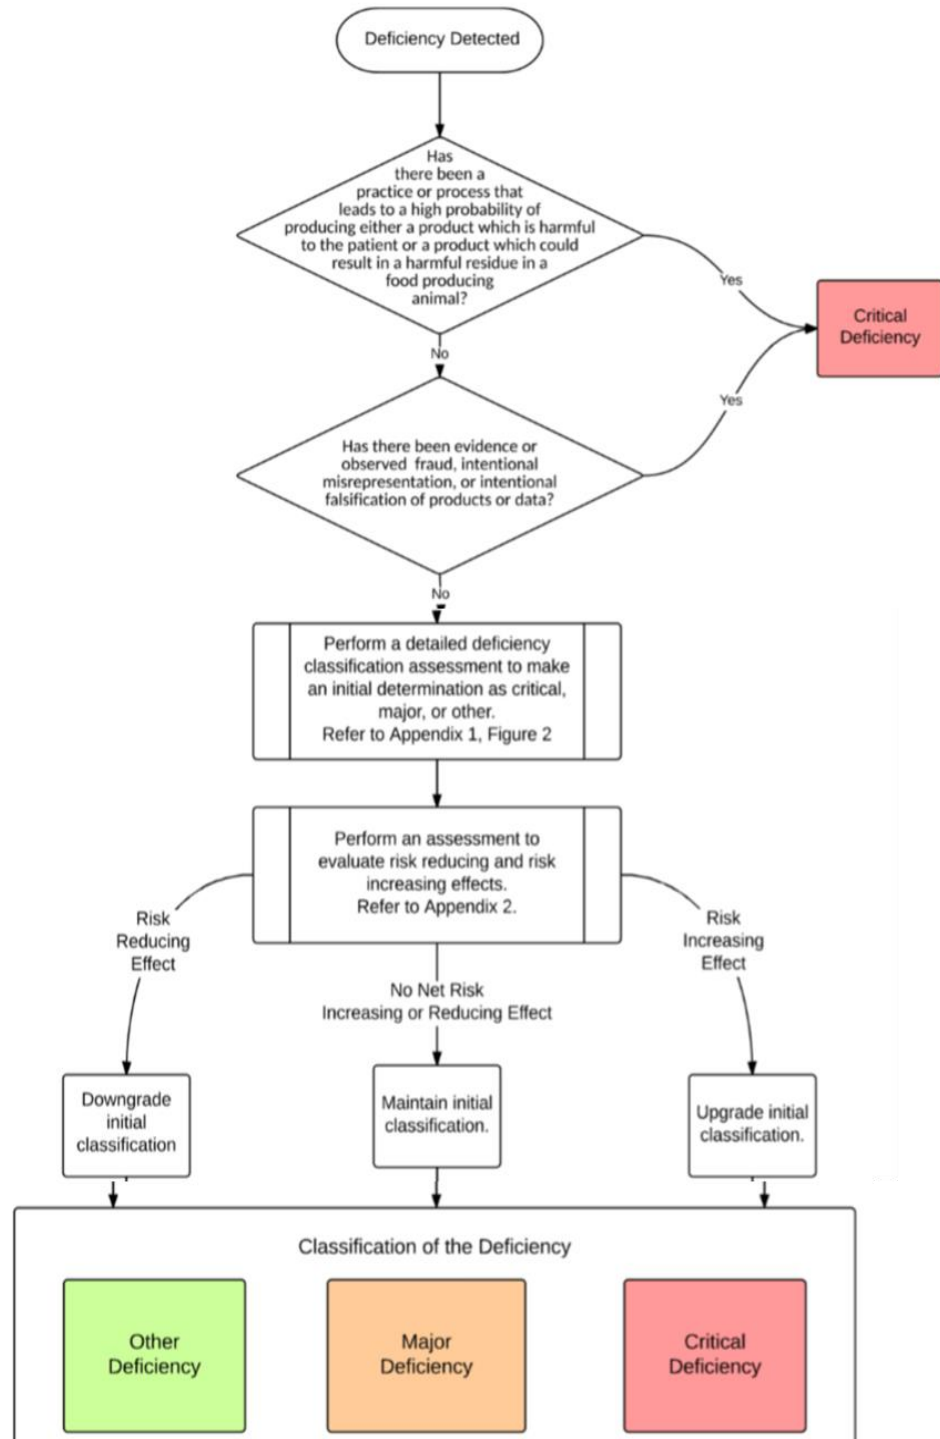 Deficiency Detected
Has
there been a
practice or process that
leads to a high probability of
producing either a product which is harmful
to the patient or a product which could
result in a harmful residue in a
food producing
animal?
Yes
Critical
Deficiency
No
Yes
Has there been evidence or
observed fraud, intentional
misrepresentation, or intentional
falsification of products or data?
No
Perform a detailed deficiency
classification assessment to make
an initial determination as critical,
major, or other.
Refer to Appendix 1, Figure 2
Perform an assessment to
evaluate risk reducing and risk
increasing effects.
Refer to Appendix 2.
Risk
Reducing
Effect
No Net Risk
Increasing or Reducing Effect
Risk
Increasing
Effect
Downgrade
initial
classification
Maintain initial
classification.
Upgrade initial
classification.
Classification of the Deficiency
Other
Deficiency
Major
Deficiency
Critical
Deficiency